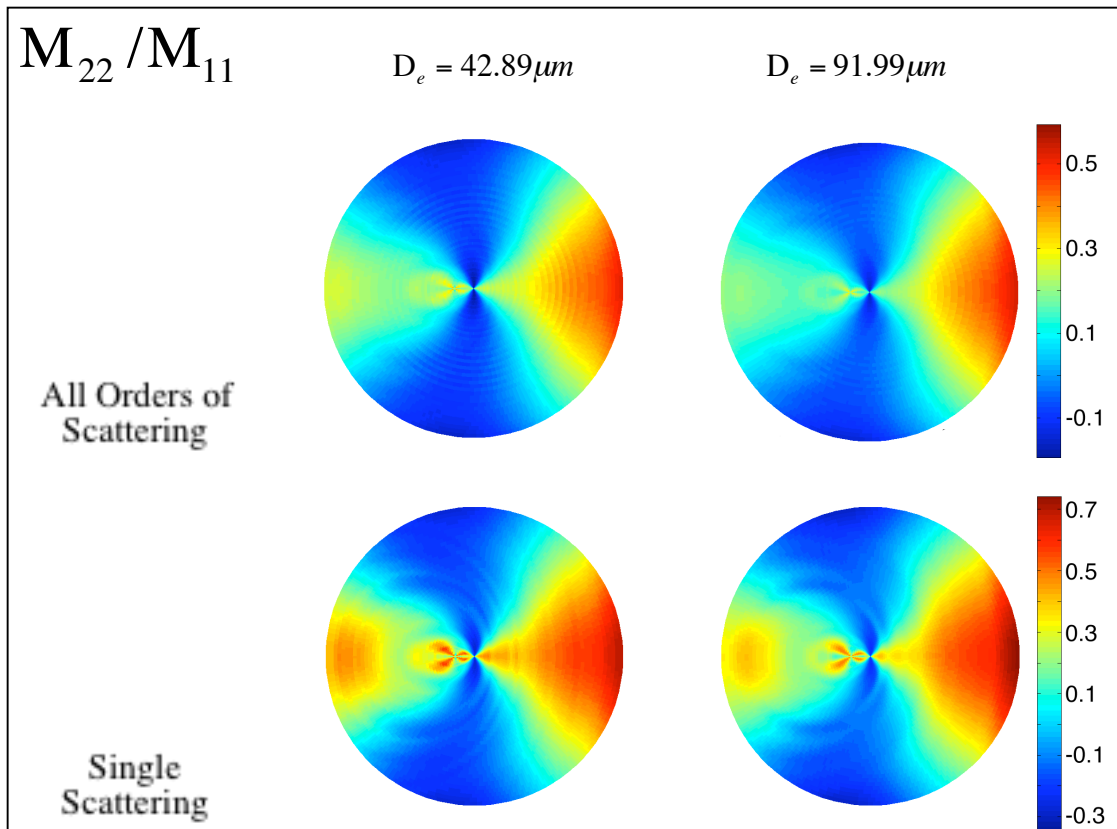 M₂₂ /M₁₁
Dₑ = 42.89μm
Dₑ = 91.99μm
0.5
0.3
0.1
-0.1
All Orders of
Scattering
0.7
0.5
0.3
0.1
-0.1
-0.3
Single
Scattering